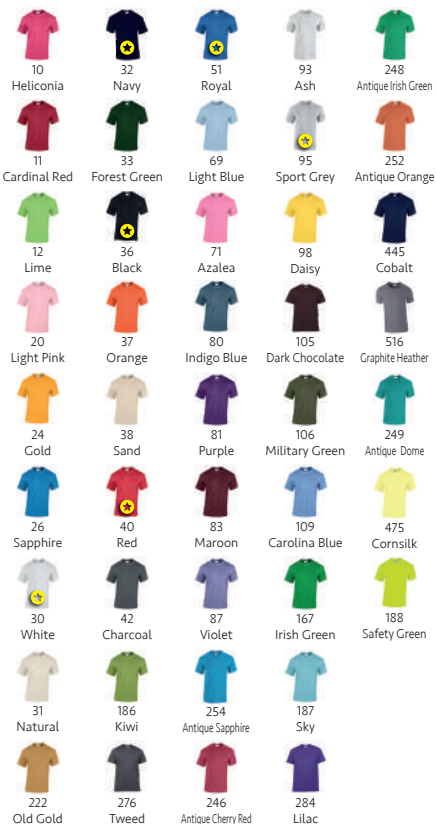 10 32 51 93 248
Heliconia Navy Royal Ash Antique Irish Green
11 33 69 95 252
Cardinal Red Forest Green Light Blue Sport Grey Antique Orange
12 36 71 98 445
Lime Black Azalea Daisy Cobalt
20 37 80 105 516
Light Pink Orange Indigo Blue Dark Chocolate Graphite Heather
24 38 81 106 249
Gold Sand Purple Military Green Antique Dome
26 40 83 109 475
Sapphire Red Maroon Carolina Blue Cornsilk
30 42 87 167 188
White Charcoal Violet Irish Green Safety Green
31 186 254 187
Natural Kiwi Antique Sapphire Sky
222 276 246 284
Old Gold Tweed Antique Cherry Red Lilac